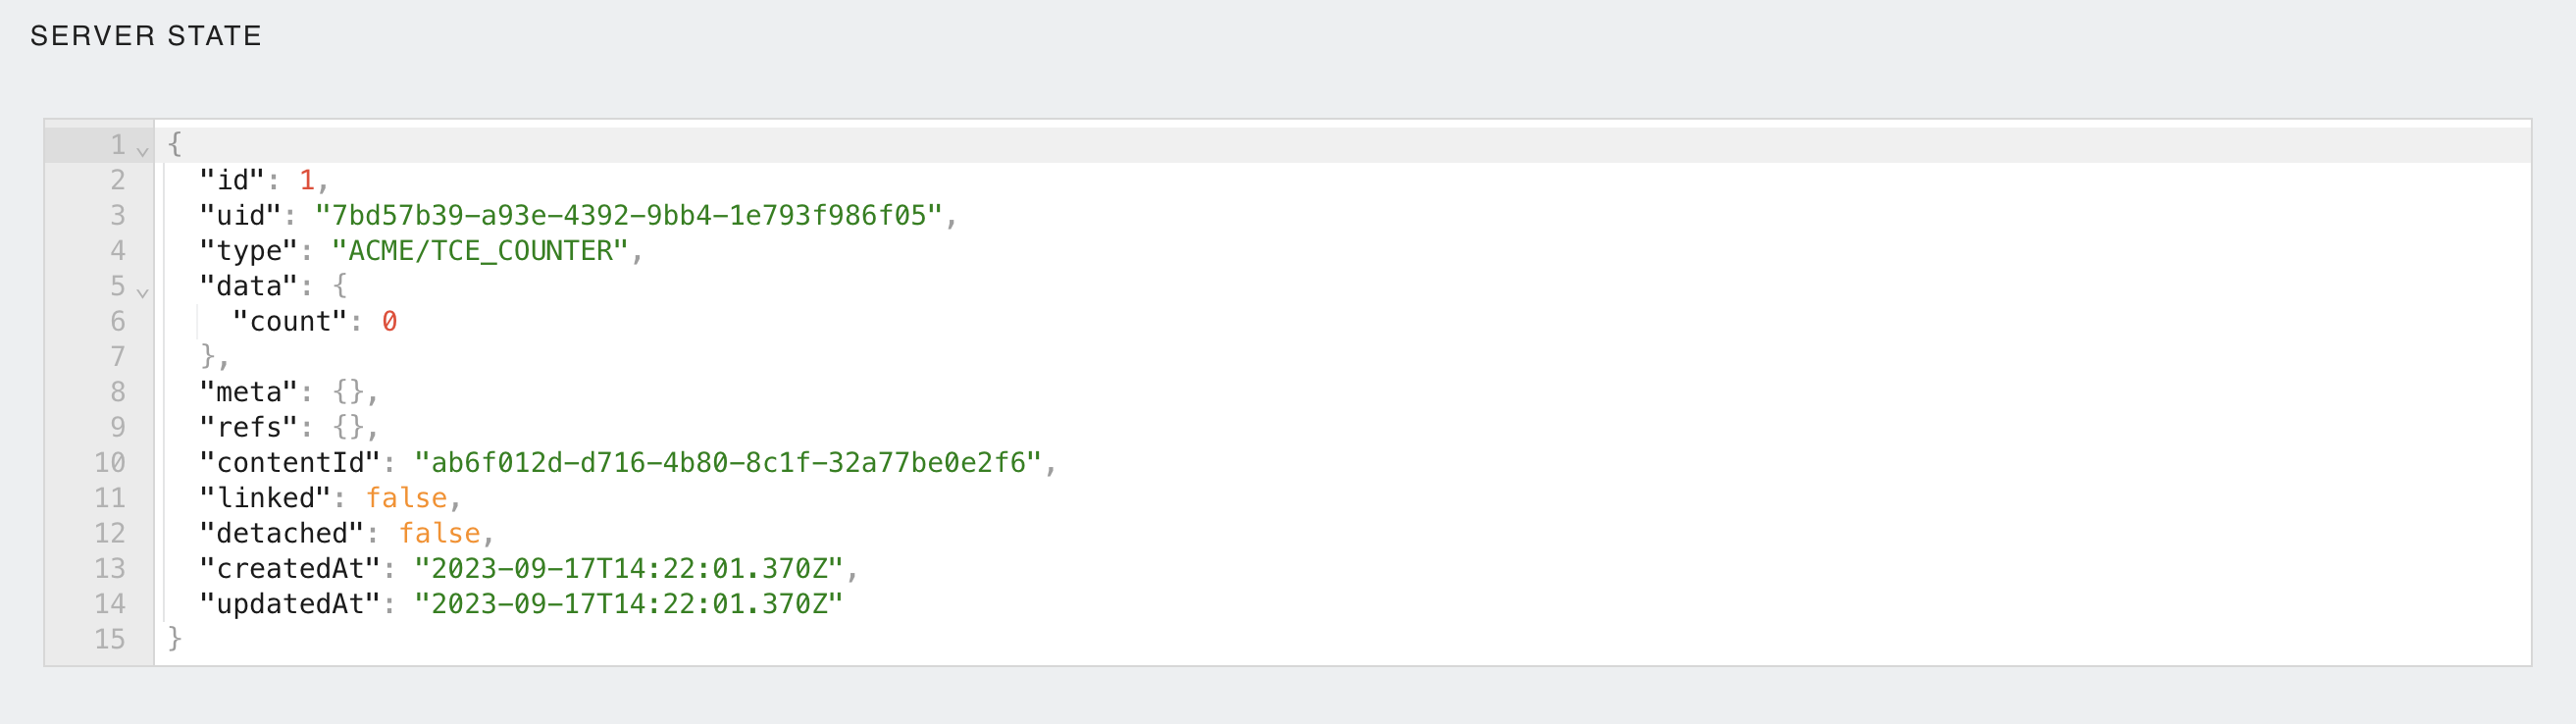 SERVER STATE
1 {
2 "id": 1,
3 "uid": "7bd57b39-a93e-4392-9bb4-1e793f986f05",
4 "type": "ACME/TCE_COUNTER",
5 "data": {
6 "count": 0
7 },
8 "meta": {},
9 "refs": {},
10 "contentId": "ab6f012d-d716-4b80-8c1f-32a77be0e2f6",
11 "linked": false,
12 "detached": false,
13 "createdAt": "2023-09-17T14:22:01.370Z",
14 "updatedAt": "2023-09-17T14:22:01.370Z"
15 }